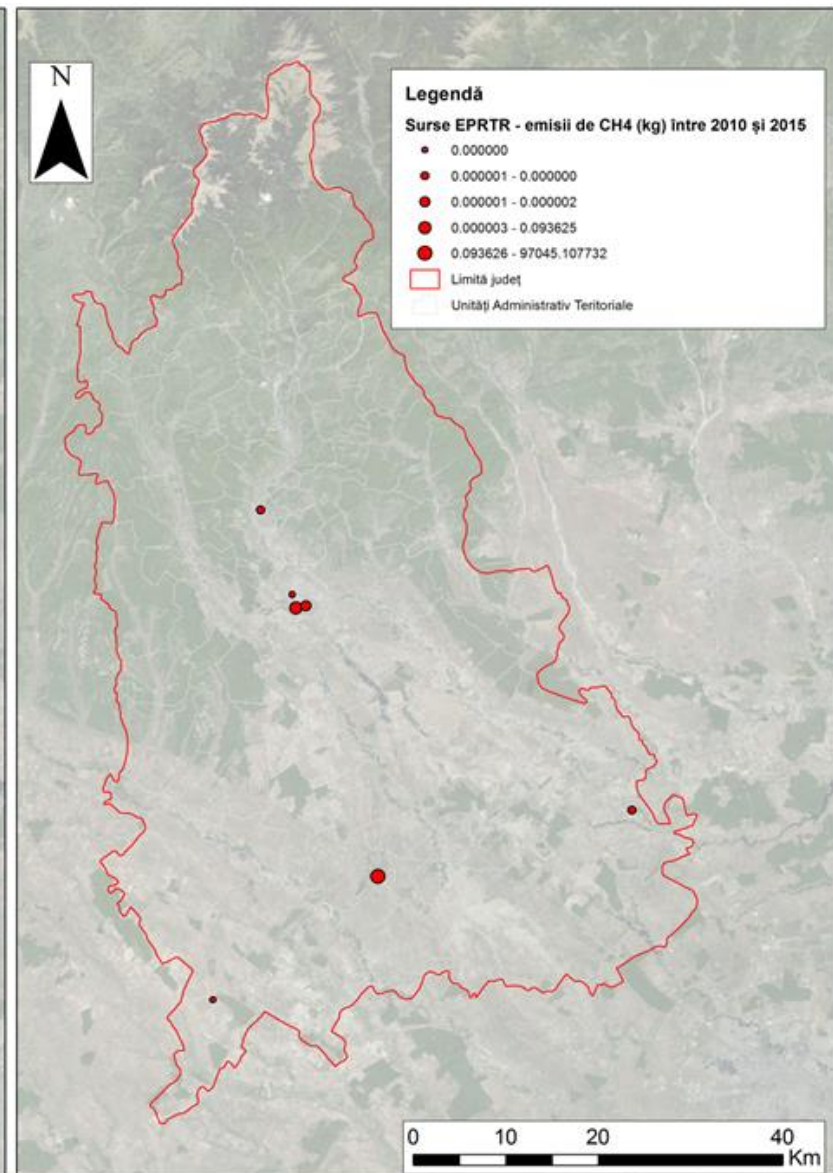 N
Legendă
Surse EPRTR - emisii de CH4 (kg) între 2010 și 2015
0.000000
0.000001 - 0.000000
0.000001 - 0.000002
0.000003 - 0.093625
0.093626 - 97045.107732
Limită județ
Unități Administrativ Teritoriale
0 10 20 40
Km